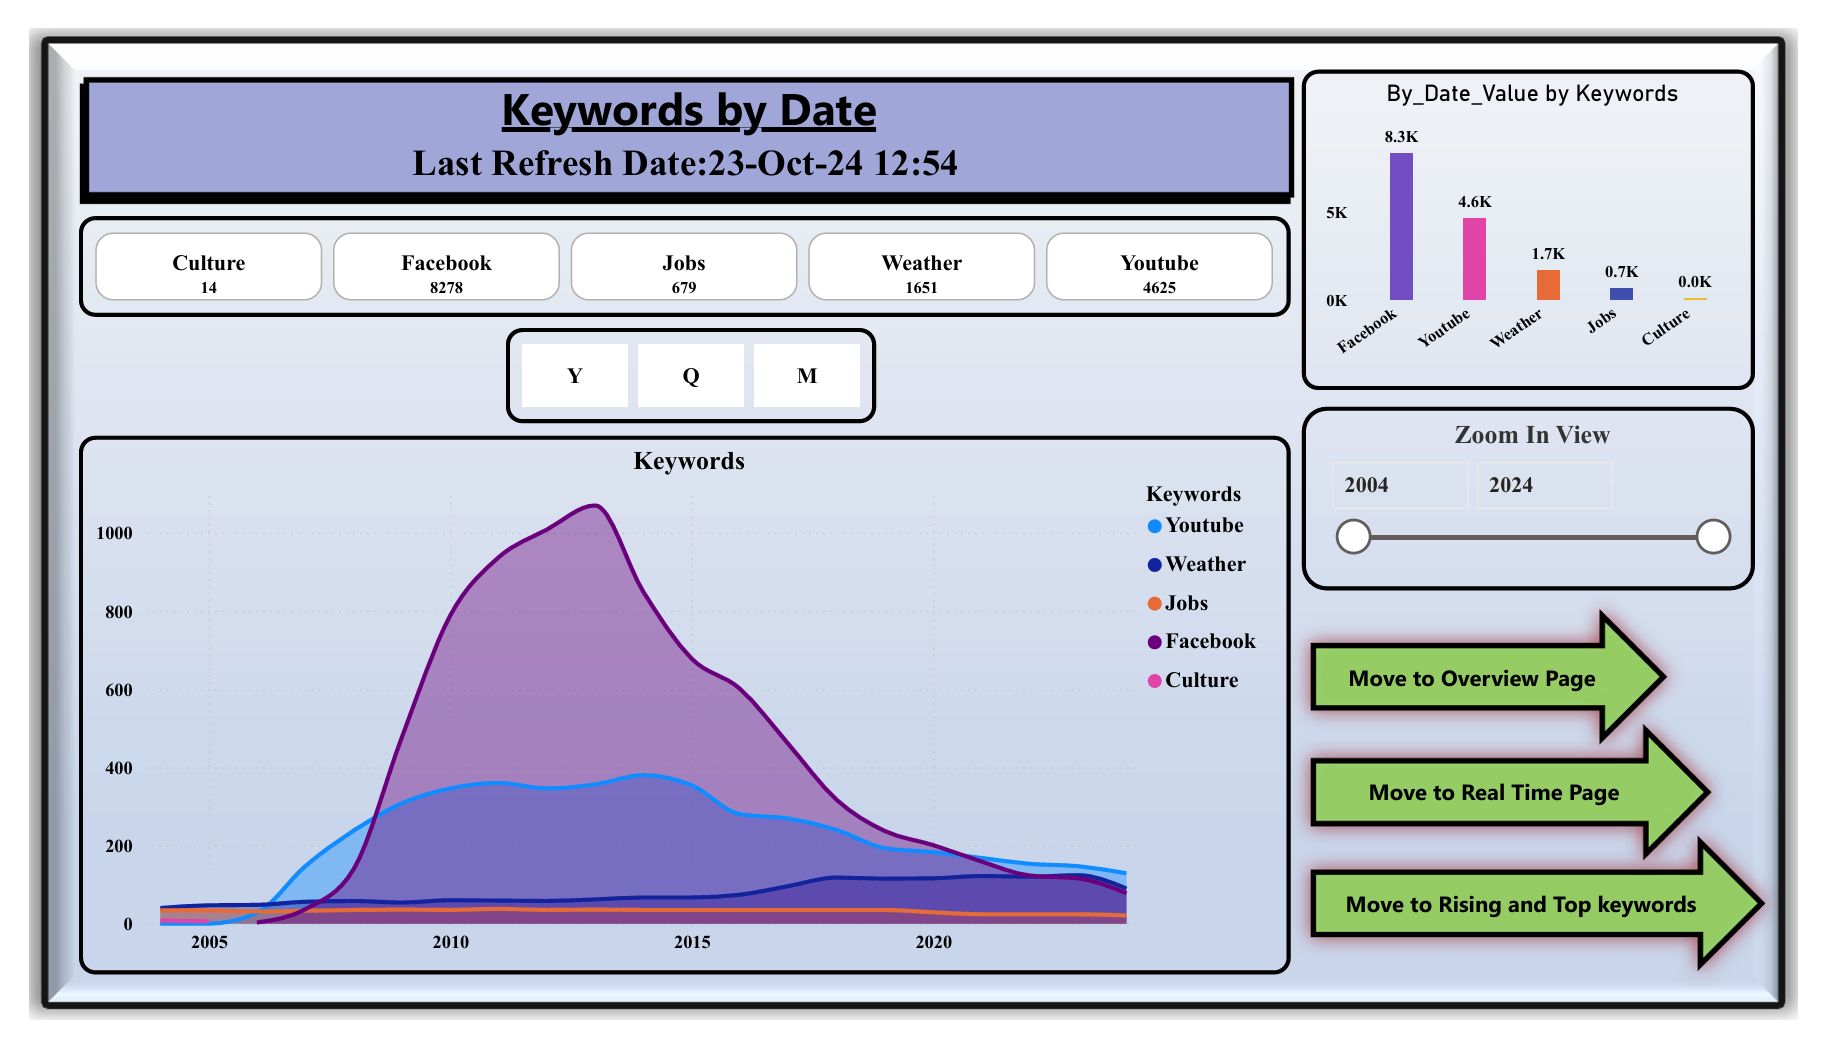 Keywords by Date
Last Refresh Date:23-Oct-24 12:54
Culture
14
Facebook
8278
Jobs
679
Weather
1651
Youtube
4625
Y
Q
M
Keywords
1000
800
600
400
200
0
2005
2010
2015
2020
Keywords
Youtube
Weather
Jobs
Facebook
Culture
By_Date_Value by Keywords
8.3K
4.6K
1.7K
0.7K
0.0K
5K
0K
Facebook
Youtube
Weather
Jobs
Culture
Zoom In View
2004
2024
Move to Overview Page
Move to Real Time Page
Move to Rising and Top keywords